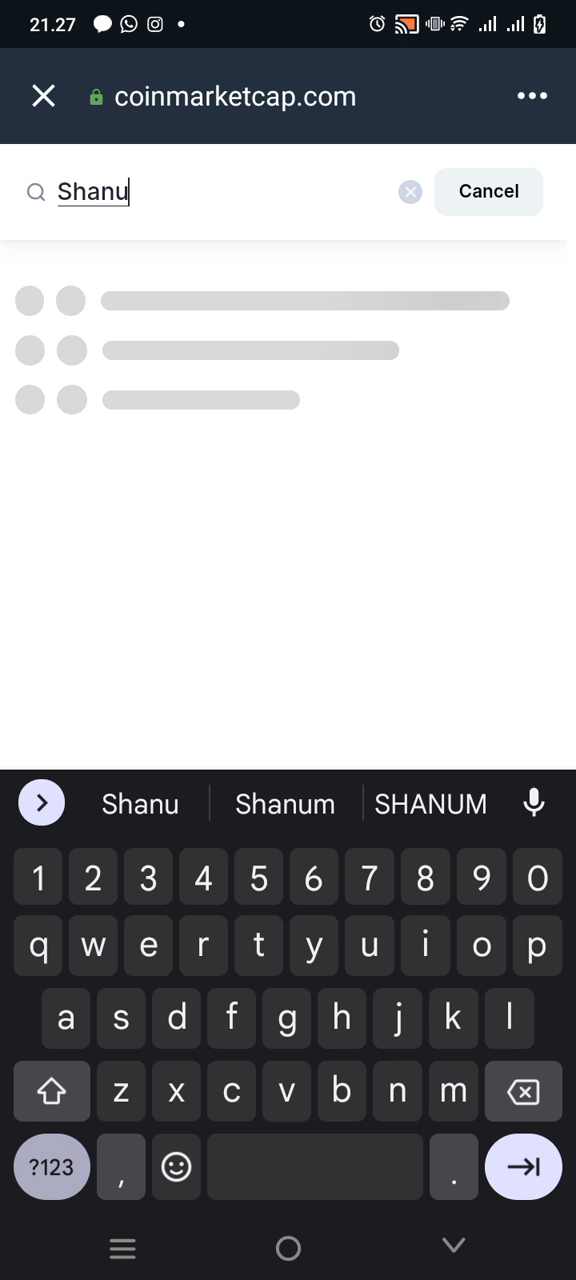 21.27
coinmarketcap.com
Shanu
Cancel
Shanu Shanum SHANUM
1 2 3 4 5 6 7 8 9 0
q w e r t y u i o p
a s d f g h j k l
z x c v b n m
?123 , .